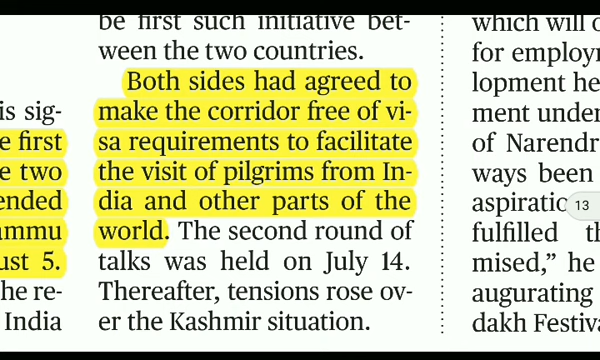 is sig-
first
two
ended
ust 5.
he re-
India
be first such initiative bet-
ween the two countries.
Both sides had agreed to
make the corridor free of vi-
sa requirements to facilitate
the visit of pilgrims from In-
dia and other parts of the
world. The second round of
talks was held on July 14.
Thereafter, tensions rose ov-
er the Kashmir situation.
which will
for employ
lopment he
ment under
of Narendr
ways been
aspiratio
13
fulfilled th
mised,” he
augurating
dakh Festiv